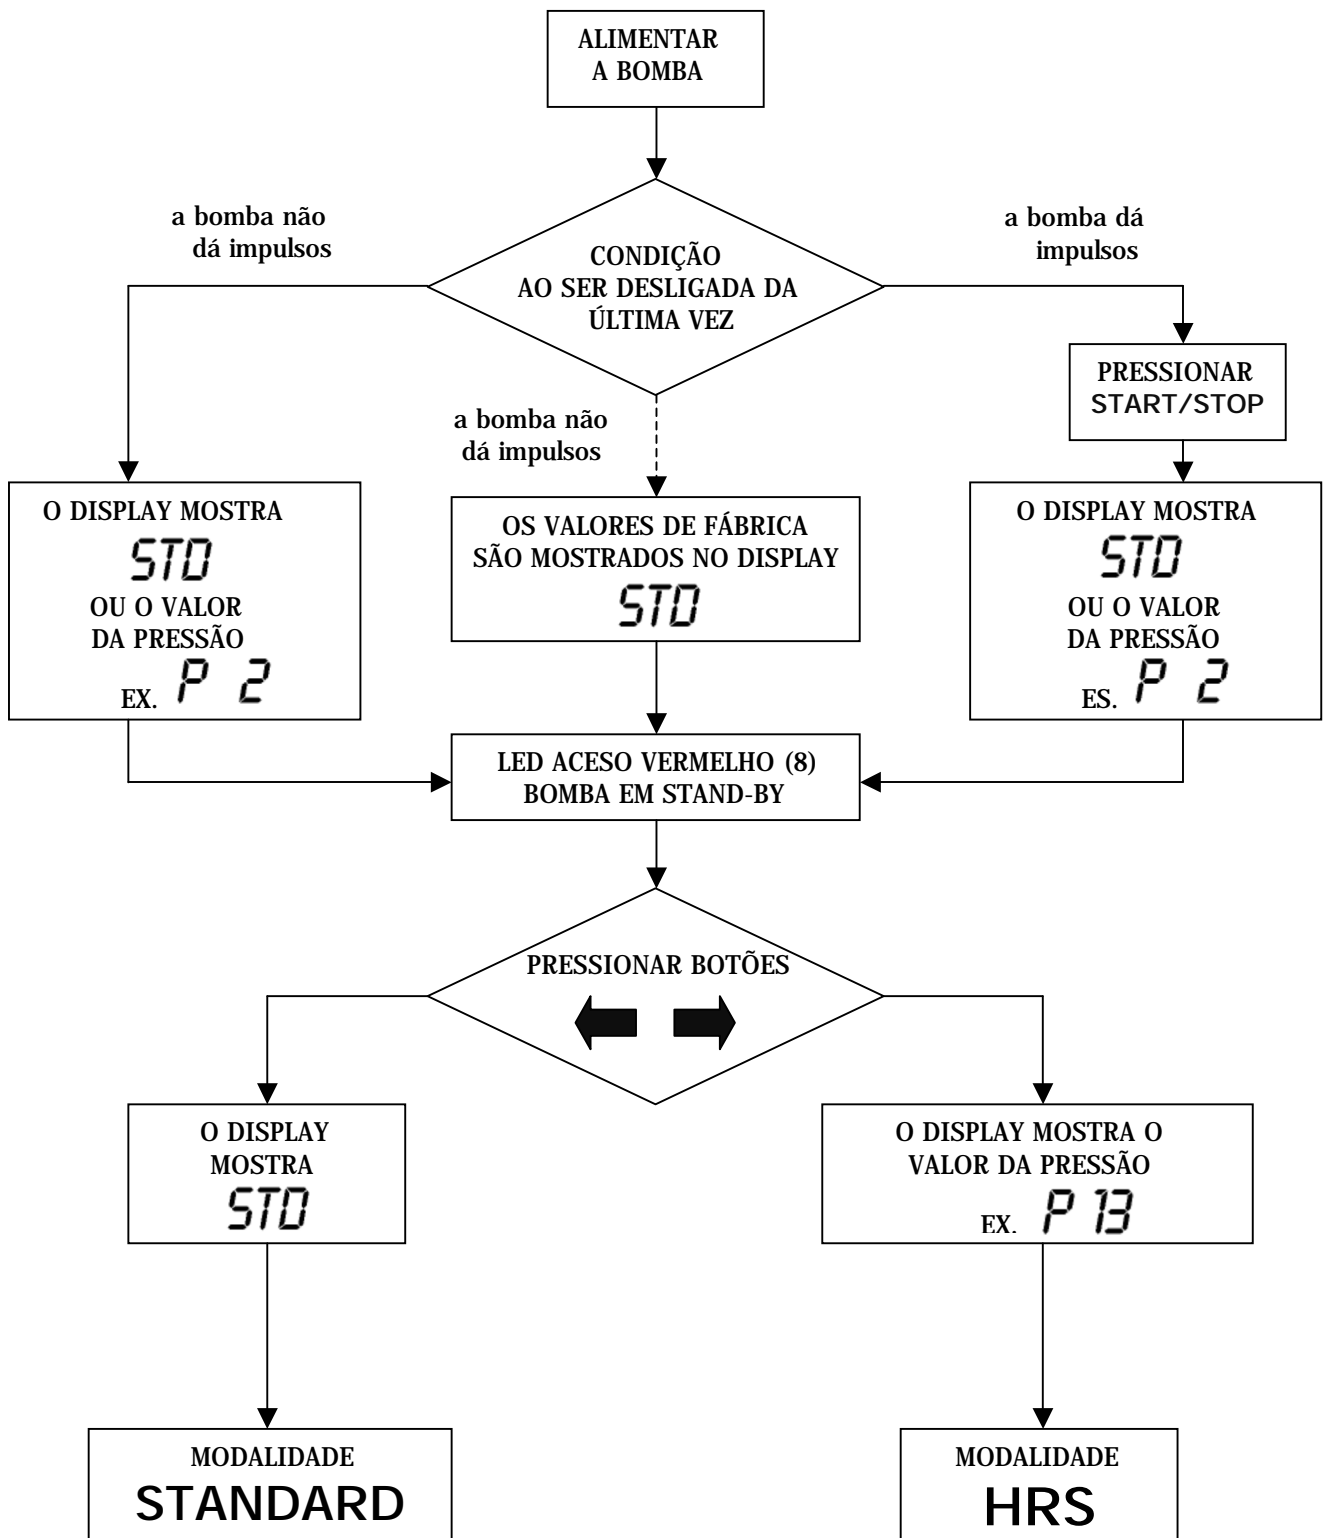 ALIMENTAR
A BOMBA
a bomba não
dá impulsos
a bomba dá
impulsos
CONDIÇÃO
AO SER DESLIGADA DA
ÚLTIMA VEZ
PRESSIONAR
START/STOP
a bomba não
dá impulsos
O DISPLAY MOSTRA
STD
OU O VALOR
DA PRESSÃO
EX. P 2
OS VALORES DE FÁBRICA
SÃO MOSTRADOS NO DISPLAY
STD
O DISPLAY MOSTRA
STD
OU O VALOR
DA PRESSÃO
ES. P 2
LED ACESO VERMELHO (8)
BOMBA EM STAND-BY
PRESSIONAR BOTÕES
O DISPLAY
MOSTRA
STD
O DISPLAY MOSTRA O
VALOR DA PRESSÃO
EX. P 13
MODALIDADE
STANDARD
MODALIDADE
HRS